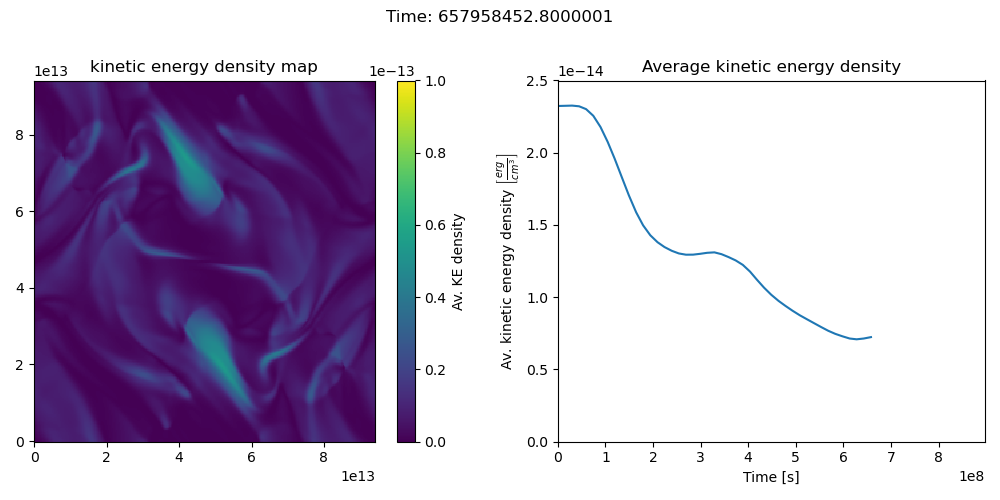 Time: 657958452.8000001
kinetic energy density map
1e13
1e−13
8
6
4
2
0
0 2 4 6 8
1e13
1.0
0.8
0.6
0.4
0.2
0.0
Av. KE density
Average kinetic energy density
1e−14
2.5
2.0
1.5
1.0
0.5
0.0
Av. kinetic energy density [erg/cm³]
0 1 2 3 4 5 6 7 8
Time [s]
1e8